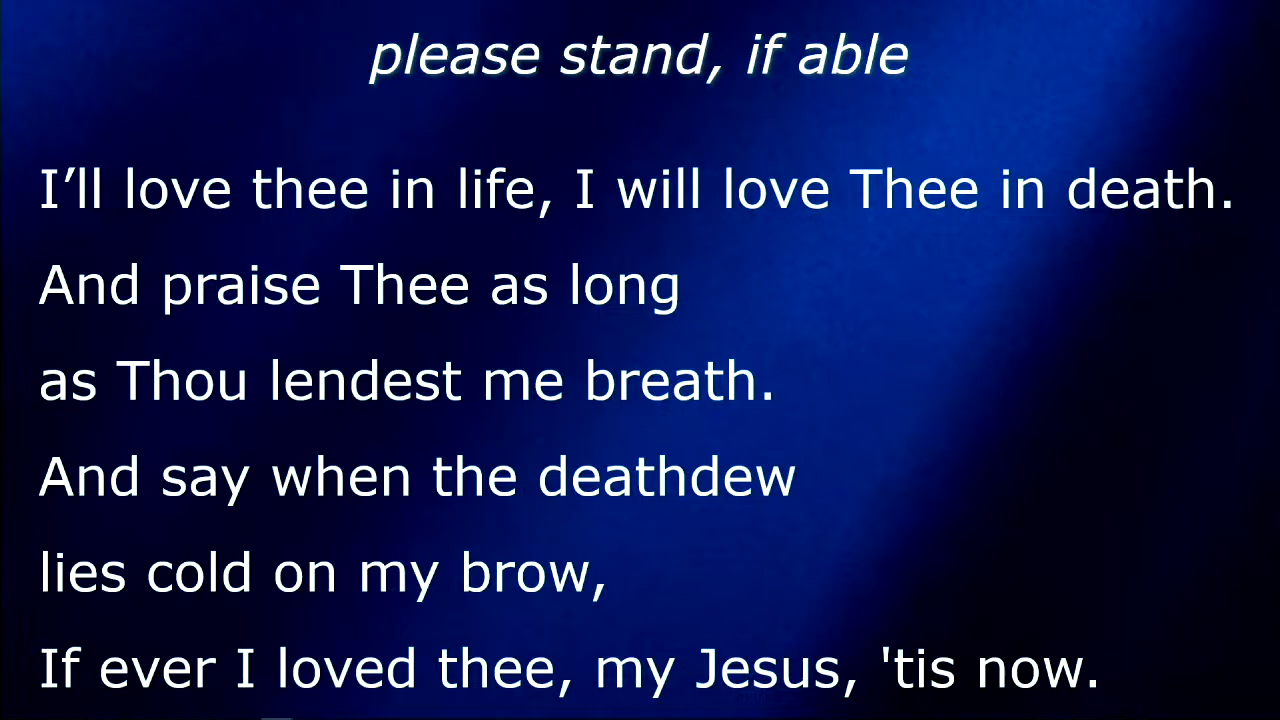 please stand, if able
I’ll love thee in life, I will love Thee in death.
And praise Thee as long
as Thou lendest me breath.
And say when the deathdew
lies cold on my brow,
If ever I loved thee, my Jesus, 'tis now.